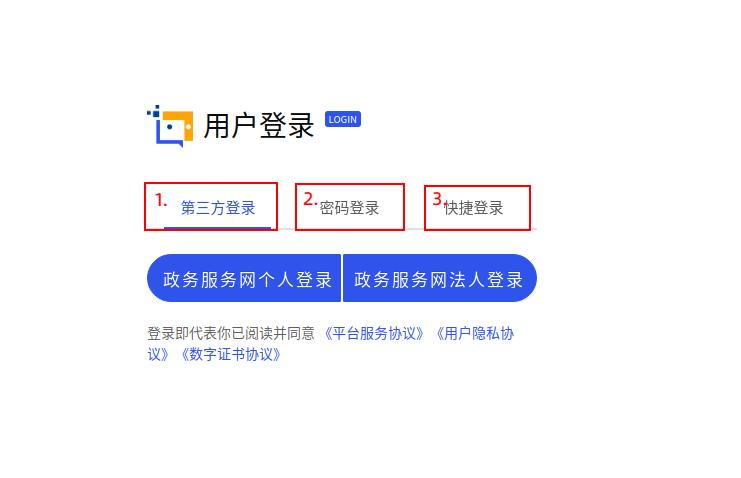 用户登录 LOGIN
1. 第三方登录 2. 密码登录 3. 快捷登录
政务服务网个人登录 政务服务网法人登录
登录即代表你已阅读并同意 《平台服务协议》《用户隐私协
议》《数字证书协议》